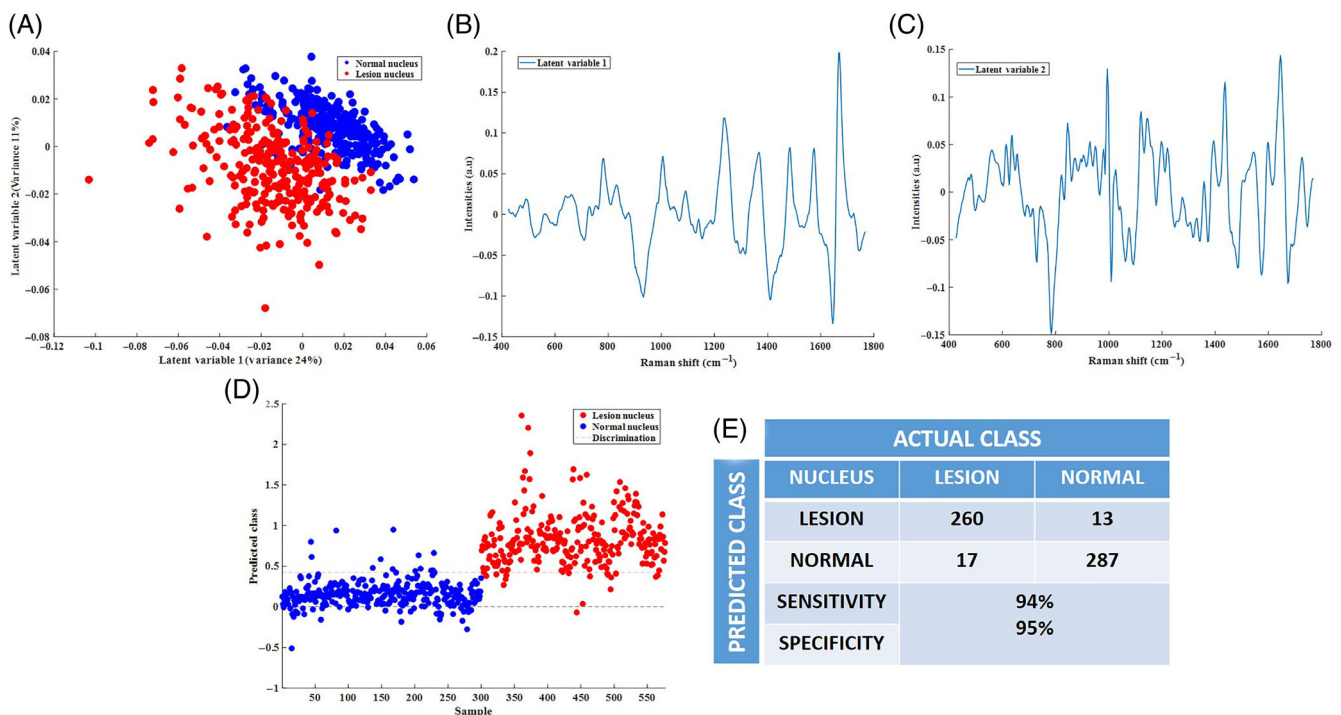 (A)
0.04
0.02
0
−0.02
−0.04
−0.06
−0.08
−0.12
−0.1
−0.08
−0.06
−0.04
−0.02
0
0.02
0.04
0.06
Latent variable 2(Variance 11%)
Latent variable 1 (variance 24%)
Normal nucleus
Lesion nucleus
(B)
0.2
0.15
0.1
0.05
0
−0.05
−0.1
−0.15
400
600
800
1000
1200
1400
1600
1800
Intensities (a.u)
Raman shift (cm−1)
Latent variable 1
(C)
0.15
0.1
0.05
0
−0.05
−0.1
0.15
400
600
800
1000
1200
1400
1600
1800
Intensities (a.u)
Raman shift (cm−1)
Latent variable 2
(D)
2.5
2
1.5
1
0.5
0
−0.5
−1
50
100
150
200
250
300
350
400
450
500
550
Predicted class
Sample
Lesion nucleus
Normal nucleus
Discrimination
(E)
PREDICTED CLASS
ACTUAL CLASS
NUCLEUS LESION NORMAL
LESION 260 13
NORMAL 17 287
SENSITIVITY 94%
95%
SPECIFICITY